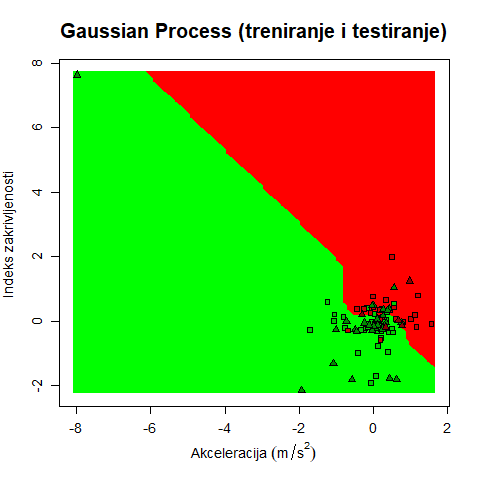 Gaussian Process (treniranje i testiranje)
Indeks zakrivljenosti
8
6
4
2
0
-2
-8 -6 -4 -2 0 2
Akceleracija (m/s²)